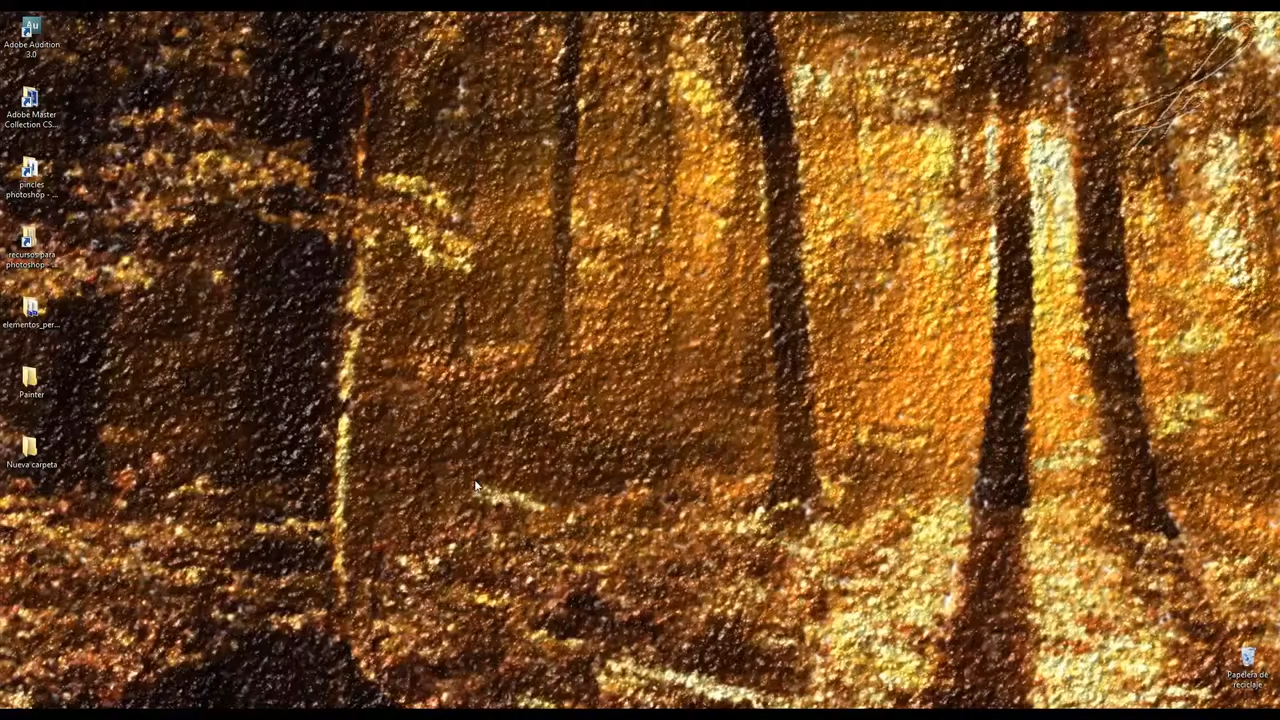 Au
Adobe Audition
3.0
Adobe Master
Collection CS...
pincles
photoshop - ...
recursos para
photoshop - ...
elementos_per...
Painter
Nueva carpeta
Papelera de
reciclaje